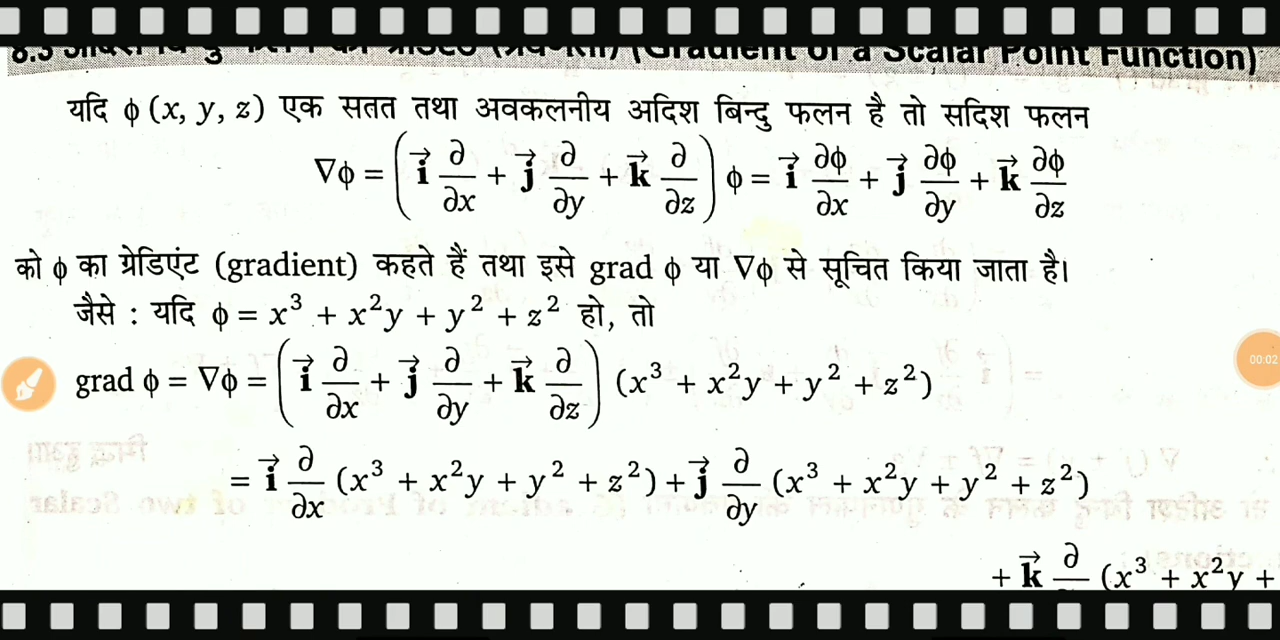 (Gradient of a Scalar Point Function)
यदि ϕ (x, y, z) एक सतत तथा अवकलनीय अदिश बिन्दु फलन है तो सदिश फलन
∇ϕ = (i⃗ ∂/∂x + j⃗ ∂/∂y + k⃗ ∂/∂z) ϕ = i⃗ ∂ϕ/∂x + j⃗ ∂ϕ/∂y + k⃗ ∂ϕ/∂z
को ϕ का ग्रेडिएंट (gradient) कहते हैं तथा इसे grad ϕ या ∇ϕ से सूचित किया जाता है।
जैसे : यदि ϕ = x³ + x²y + y² + z² हो, तो
00:02
grad ϕ = ∇ϕ = (i⃗ ∂/∂x + j⃗ ∂/∂y + k⃗ ∂/∂z) (x³ + x²y + y² + z²)
= i⃗ ∂/∂x (x³ + x²y + y² + z²) + j⃗ ∂/∂y (x³ + x²y + y² + z²)
+ k⃗ ∂ (x³ + x²y +